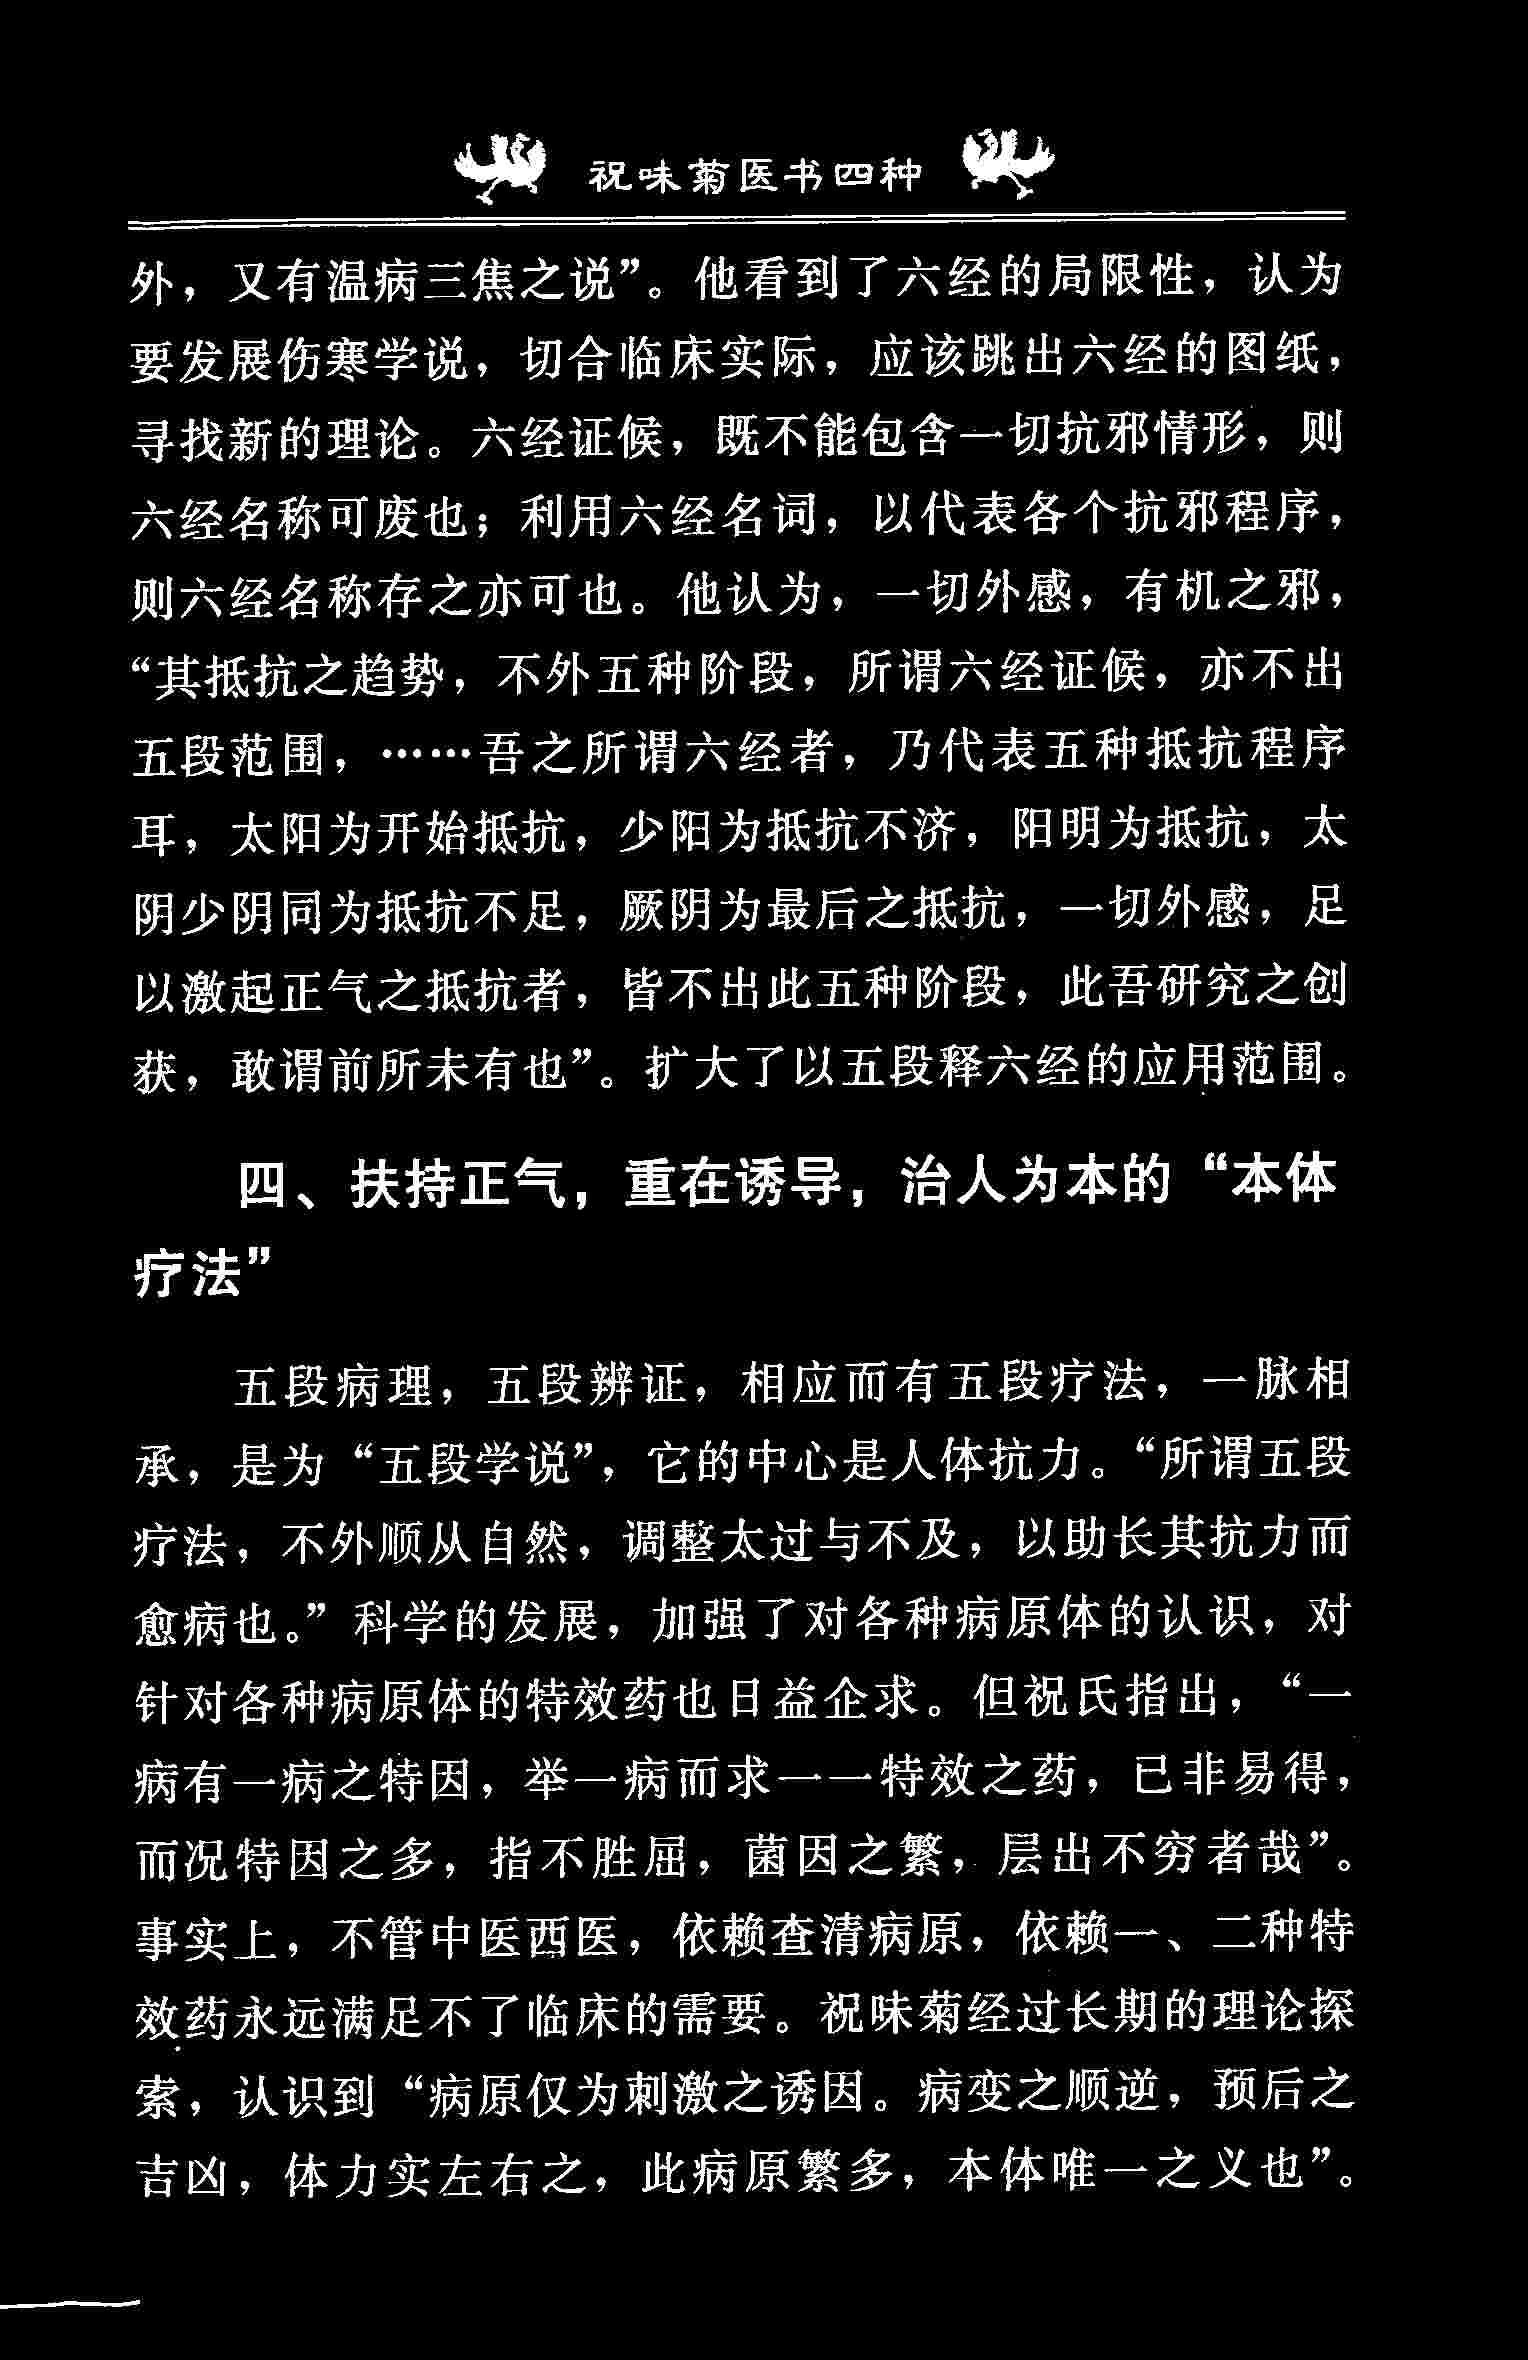 祝味菊医书四种
外，又有温病三焦之说”。他看到了六经的局限性，认为
要发展伤寒学说，切合临床实际，应该跳出六经的图纸，
寻找新的理论。六经证候，既不能包含一切抗邪情形，则
六经名称可废也；利用六经名词，以代表各个抗邪程序，
则六经名称存之亦可也。他认为，一切外感，有机之邪，
“其抵抗之趋势，不外五种阶段，所谓六经证候，亦不出
五段范围，……吾之所谓六经者，乃代表五种抵抗程序
耳，太阳为开始抵抗，少阳为抵抗不济，阳明为抵抗，太
阴少阴同为抵抗不足，厥阴为最后之抵抗，一切外感，足
以激起正气之抵抗者，皆不出此五种阶段，此吾研究之创
获，敢谓前所未有也”。扩大了以五段释六经的应用范围。
四、扶持正气，重在诱导，治人为本的“本体
疗法”
五段病理，五段辨证，相应而有五段疗法，一脉相
承，是为“五段学说”，它的中心是人体抗力。“所谓五段
疗法，不外顺从自然，调整太过与不及，以助长其抗力而
愈病也。”科学的发展，加强了对各种病原体的认识，对
针对各种病原体的特效药也日益企求。但祝氏指出，“一
病有一病之特因，举一病而求一一特效之药，已非易得，
而况特因之多，指不胜屈，菌因之繁，层出不穷者哉”。
事实上，不管中医西医，依赖查清病原，依赖一、二种特
效药永远满足不了临床的需要。祝味菊经过长期的理论探
索，认识到“病原仅为刺激之诱因。病变之顺逆，预后之
吉凶，体力实左右之，此病原繁多，本体唯一之义也”。